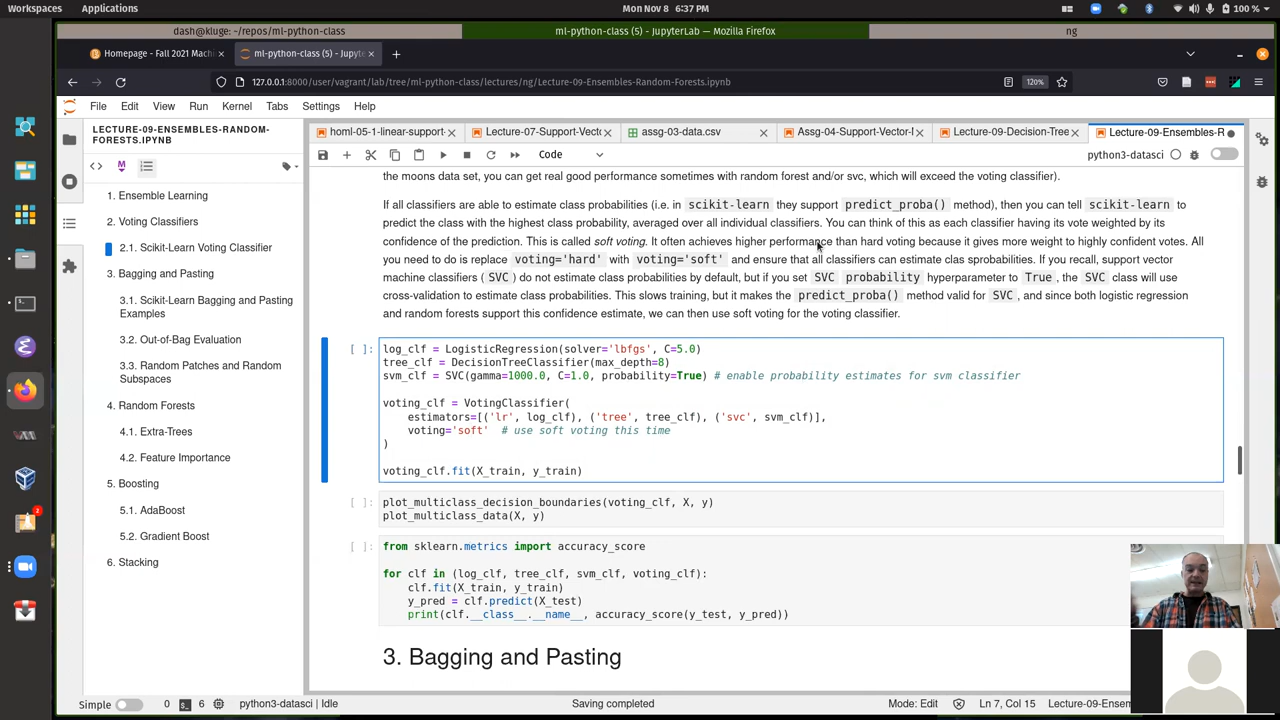 Workspaces Applications Mon Nov 8 6:37 PM 100 %
dash@kluge: ~/repos/ml-python-class ml-python-class (5) - JupyterLab — Mozilla Firefox ng
Homepage - Fall 2021 Mac ml-python-class (5) - Jupyte
127.0.0.1:8000/user/vagrant/lab/tree/ml-python-class/lectures/ng/Lecture-09-Ensembles-Random-Forests.ipynb 120%
File Edit View Run Kernel Tabs Settings Help
LECTURE-09-ENSEMBLES-RANDOM-
FORESTS.IPYNB
homl-05-1-linear-support- Lecture-07-Support-Vect assg-03-data.csv Assg-04-Support-Vector-I Lecture-09-Decision-Tree Lecture-09-Ensembles-R
Code python3-datasci
1. Ensemble Learning
2. Voting Classifiers
2.1. Scikit-Learn Voting Classifier
3. Bagging and Pasting
3.1. Scikit-Learn Bagging and Pasting
Examples
3.2. Out-of-Bag Evaluation
3.3. Random Patches and Random
Subspaces
4. Random Forests
4.1. Extra-Trees
4.2. Feature Importance
5. Boosting
5.1. AdaBoost
5.2. Gradient Boost
6. Stacking
the moons data set, you can get real good performance sometimes with random forest and/or svc, which will exceed the voting classifier).
If all classifiers are able to estimate class probabilities (i.e. in scikit-learn they support predict_proba() method), then you can tell scikit-learn to
predict the class with the highest class probability, averaged over all individual classifiers. You can think of this as each classifier having its vote weighted by its
confidence of the prediction. This is called soft voting. It often achieves higher performance than hard voting because it gives more weight to highly confident votes. All
you need to do is replace voting='hard' with voting='soft' and ensure that all classifiers can estimate clas sprobabilities. If you recall, support vector
machine classifiers ( SVC ) do not estimate class probabilities by default, but if you set SVC probability hyperparameter to True, the SVC class will use
cross-validation to estimate class probabilities. This slows training, but it makes the predict_proba() method valid for SVC, and since both logistic regression
and random forests support this confidence estimate, we can then use soft voting for the voting classifier.
[ ]: log_clf = LogisticRegression(solver='lbfgs', C=5.0)
tree_clf = DecisionTreeClassifier(max_depth=8)
svm_clf = SVC(gamma=1000.0, C=1.0, probability=True) # enable probability estimates for svm classifier
voting_clf = VotingClassifier(
estimators=[('lr', log_clf), ('tree', tree_clf), ('svc', svm_clf)],
voting='soft' # use soft voting this time
)
voting_clf.fit(X_train, y_train)
[ ]: plot_multiclass_decision_boundaries(voting_clf, X, y)
plot_multiclass_data(X, y)
[ ]: from sklearn.metrics import accuracy_score
for clf in (log_clf, tree_clf, svm_clf, voting_clf):
clf.fit(X_train, y_train)
y_pred = clf.predict(X_test)
print(clf.__class__.__name__, accuracy_score(y_test, y_pred))
3. Bagging and Pasting
Simple 0 6 python3-datasci | Idle Saving completed Mode: Edit Ln 7, Col 15 Lecture-09-Ensem
2